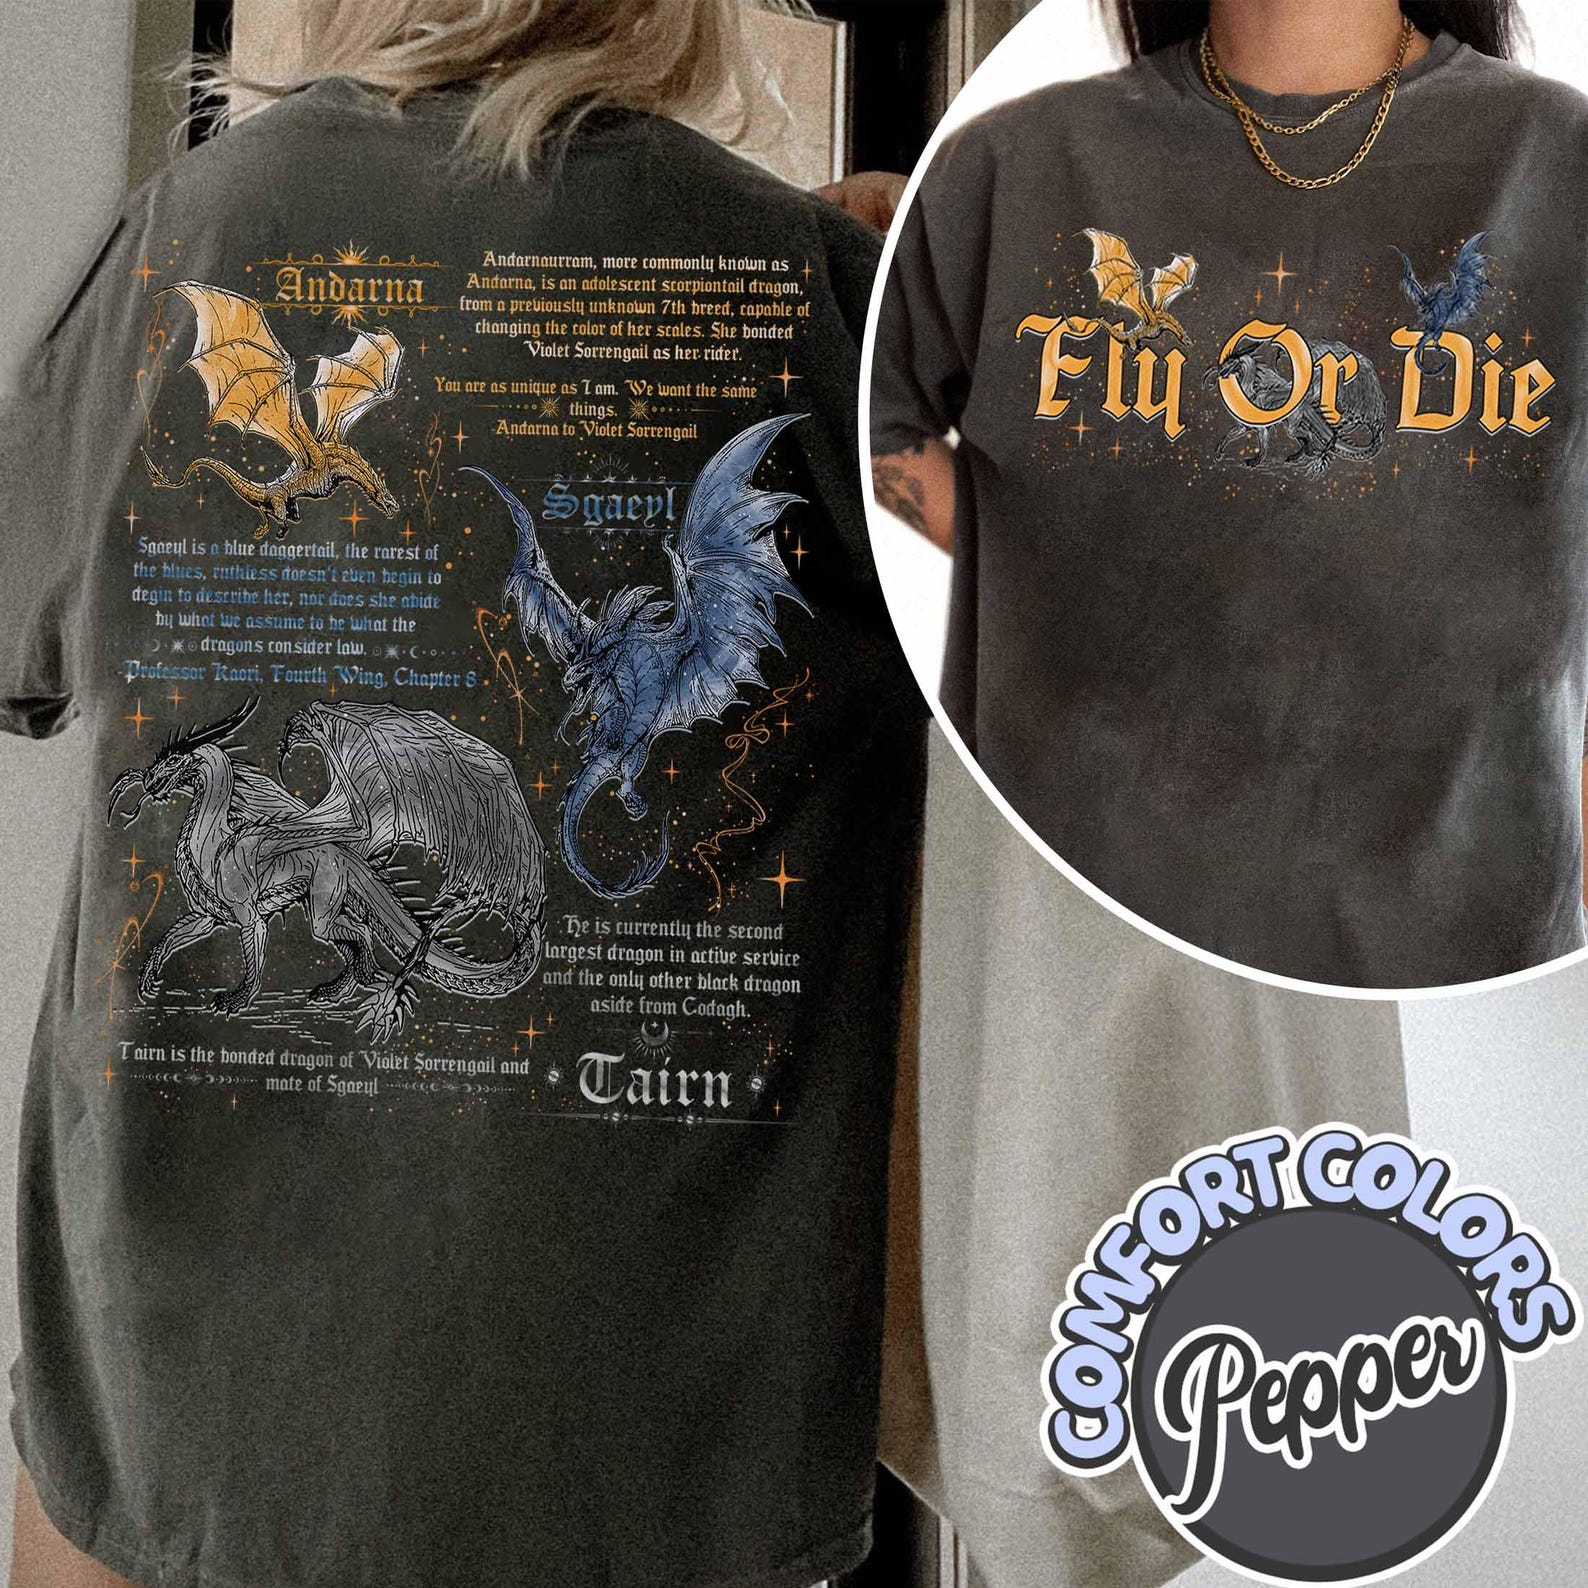 Andarna
Andarnaurram, more commonly known as
Andarna, is an adolescent scorpiontail dragon,
from a previously unknown 7th breed, capable of
changing the color of her scales. She bonded
Violet Sorrengail as her rider.
You are as unique as I am. We want the same
things.
Andarna to Violet Sorrengail
Sgaeyl
Sgaeyl is a blue daggertail, the rarest of
the blues, ruthless doesn't even begin to
degin to describe her, nor does she abide
by what we assume to be what the
dragons consider law.
Professor Kaori, Fourth Wing, Chapter 8
He is currently the second
largest dragon in active service
and the only other black dragon
aside from Codagh.
Tairn
Tairn is the bonded dragon of Violet Sorrengail and
mate of Sgaeyl
Fly Or Die
COMFORT COLORS
Pepper